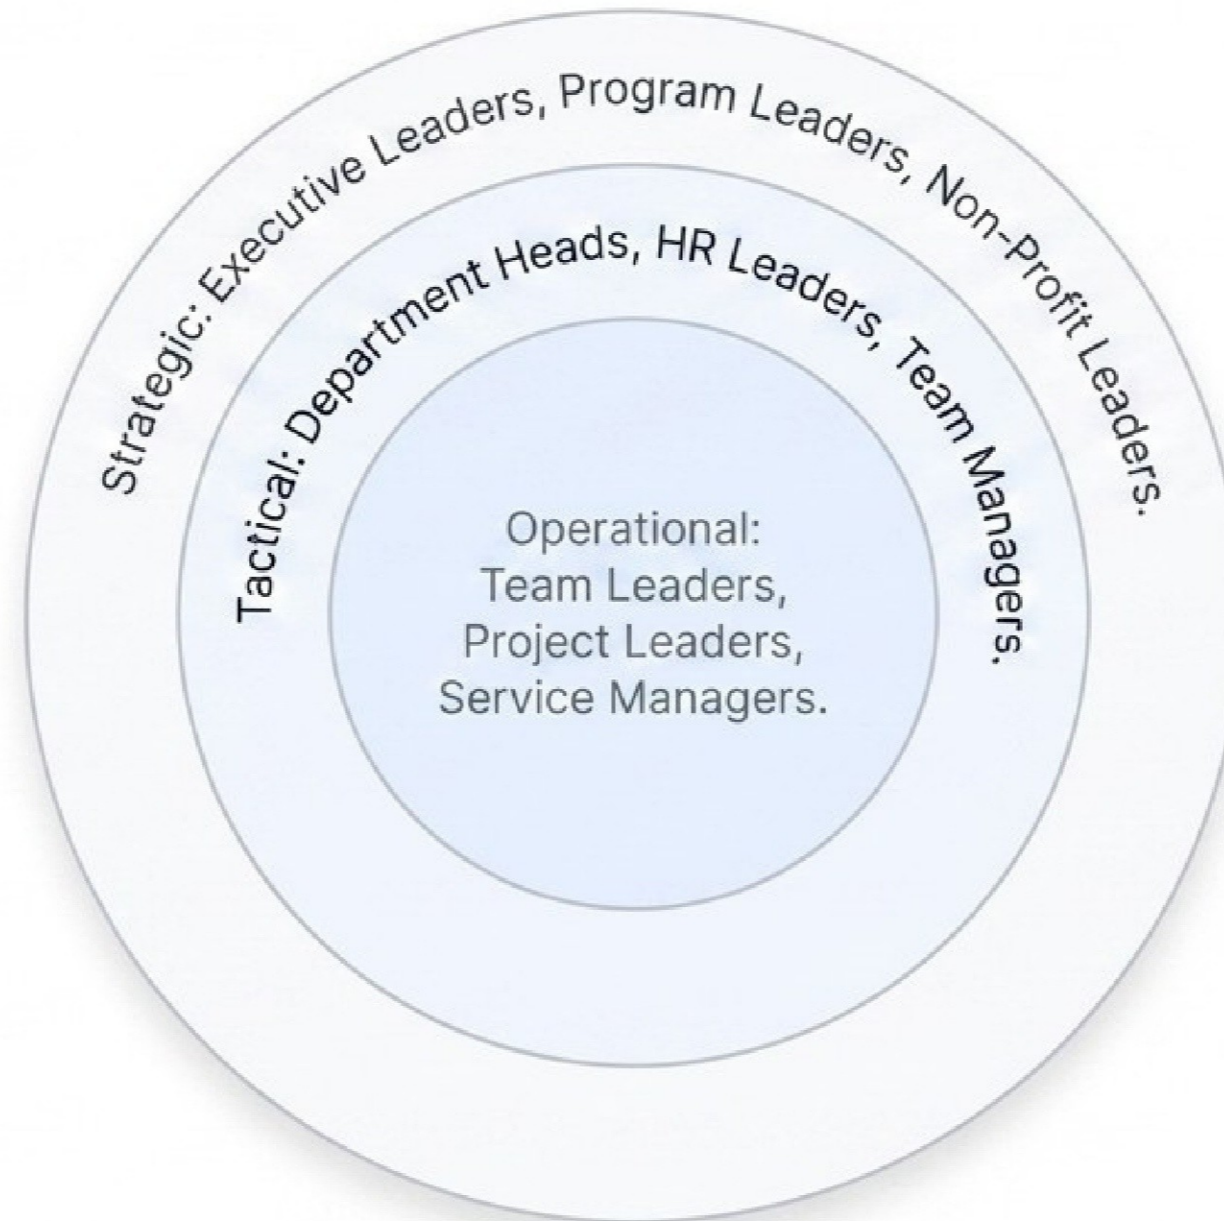 Strategic: Executive Leaders, Program Leaders, Non-Profit Leaders.
Tactical: Department Heads, HR Leaders, Team Managers.
Operational:
Team Leaders,
Project Leaders,
Service Managers.